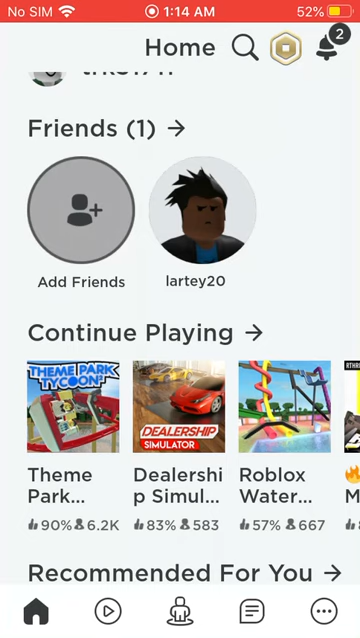 No SIM 1:14 AM 52%
Home 2
Friends (1) →
Add Friends lartey20
Continue Playing →
THEME PARK TYCOON
DEALERSHIP
SIMULATOR
Theme Dealershi Roblox
Park... p Simul... Water...
90% 6.2K 83% 583 57% 667
Recommended For You →